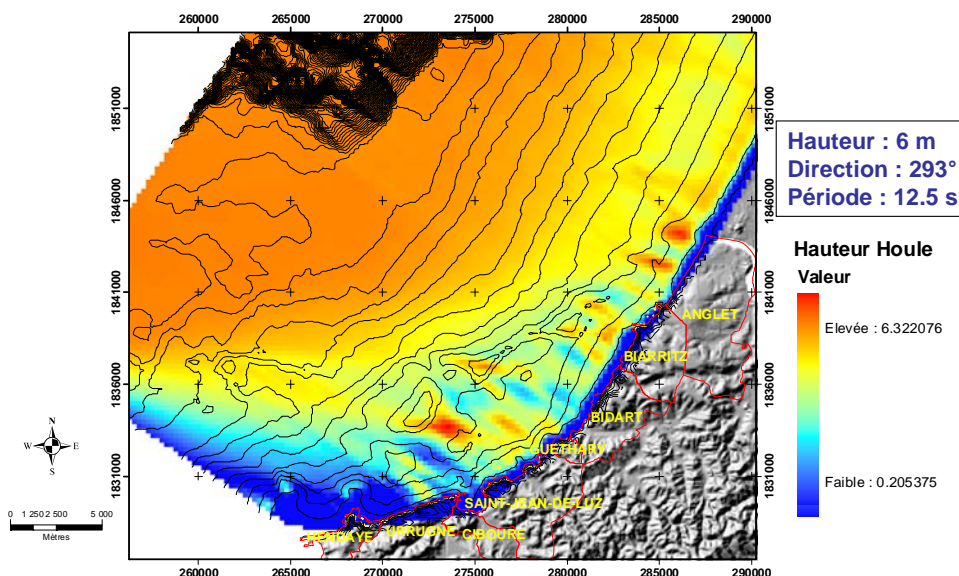 260000 265000 270000 275000 280000 285000 290000
1851000 1851000
1846000 1846000
1841000 1841000
1836000 1836000
1831000 1831000
ANGLET
BIARRITZ
BIDART
GUETHARY
SAINT-JEAN-DE-LUZ
HENDAYE URRUGNE CIBOURE
260000 265000 270000 275000 280000 285000 290000
N
W E
S
0 1 250 2 500 5 000
Mètres
Hauteur : 6 m
Direction : 293°
Période : 12.5 s
Hauteur Houle
Valeur
Elevée : 6.322076
Faible : 0.205375